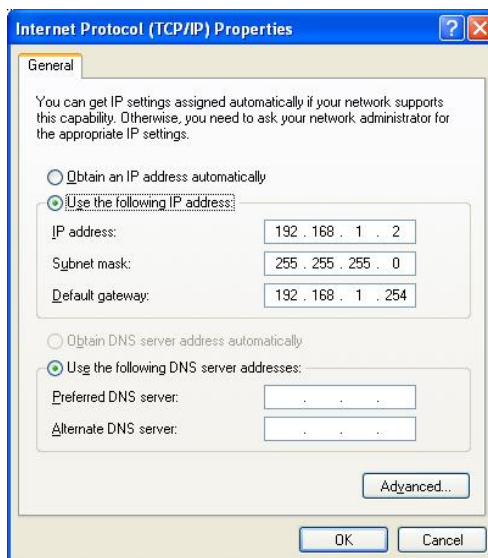 Internet Protocol (TCP/IP) Properties
General
You can get IP settings assigned automatically if your network supports
this capability. Otherwise, you need to ask your network administrator for
the appropriate IP settings.
Obtain an IP address automatically
Use the following IP address:
IP address: 192 . 168 . 1 . 2
Subnet mask: 255 . 255 . 255 . 0
Default gateway: 192 . 168 . 1 . 254
Obtain DNS server address automatically
Use the following DNS server addresses:
Preferred DNS server: . . .
Alternate DNS server: . . .
Advanced...
OK Cancel